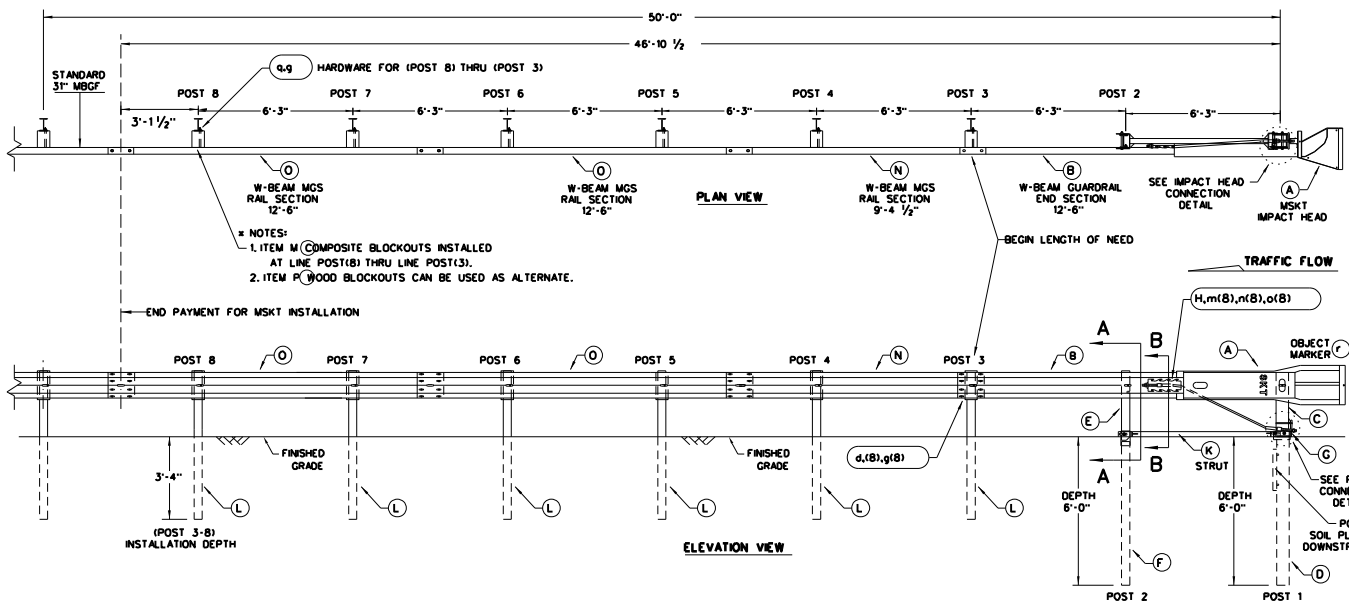 50'-0"
46'-10 1/2"
q,g HARDWARE FOR (POST 8) THRU (POST 3)
STANDARD
31" MBGF
POST 8
POST 7
POST 6
POST 5
POST 4
POST 3
POST 2
3'-1 1/2"
6'-3"
6'-3"
6'-3"
6'-3"
6'-3"
6'-3"
6'-3"
O
W-BEAM MGS
RAIL SECTION
12'-6"
O
W-BEAM MGS
RAIL SECTION
12'-6"
PLAN VIEW
N
W-BEAM MGS
RAIL SECTION
9'-4 1/2"
B
W-BEAM GUARDRAIL
END SECTION
12'-6"
SEE IMPACT HEAD
CONNECTION
DETAIL
A
MSKT
IMPACT HEAD
* NOTES:
1. ITEM M COMPOSITE BLOCKOUTS INSTALLED
AT LINE POST(8) THRU LINE POST(3).
2. ITEM P WOOD BLOCKOUTS CAN BE USED AS ALTERNATE.
BEGIN LENGTH OF NEED
TRAFFIC FLOW
END PAYMENT FOR MSKT INSTALLATION
H,m(8),n(8),o(8)
POST 8
O
POST 7
POST 6
O
POST 5
POST 4
N
POST 3
B
A
B
A
OBJECT
MARKER r
SKT
E
C
FINISHED
GRADE
FINISHED
GRADE
d,(8),g(8)
A
B
K
STRUT
G
3'-4"
L
L
L
L
L
L
(POST 3-8)
INSTALLATION DEPTH
ELEVATION VIEW
DEPTH
6'-0"
DEPTH
6'-0"
SEE
SOIL
F
D
POST 2
POST 1